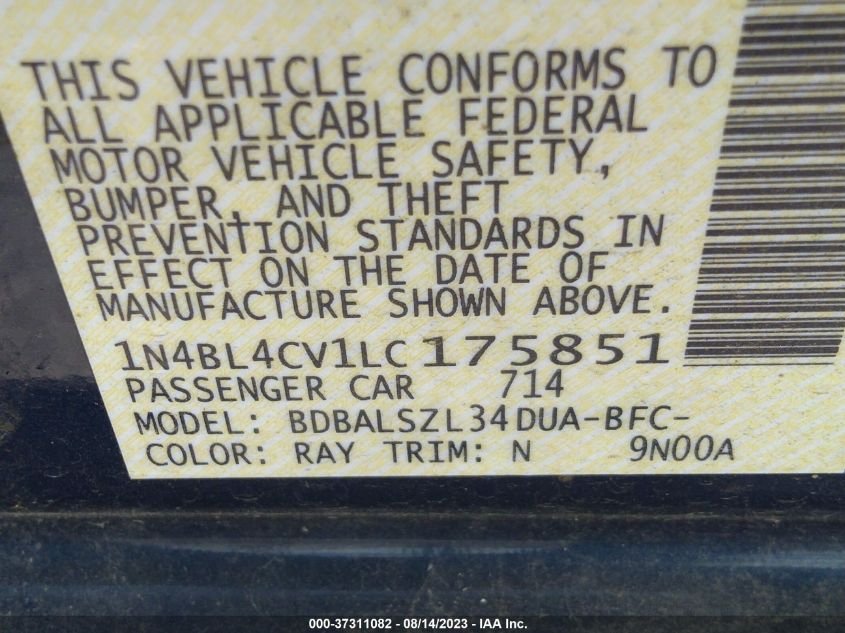 THIS VEHICLE CONFORMS TO
ALL APPLICABLE FEDERAL
MOTOR VEHICLE SAFETY,
BUMPER, AND THEFT
PREVENTION STANDARDS IN
EFFECT ON THE DATE OF
MANUFACTURE SHOWN ABOVE.
1N4BL4CV1LC175851
PASSENGER CAR 714
MODEL: BDBALSZL34DUA-BFC-
COLOR: RAY TRIM: N 9N00A
000-37311082 - 08/14/2023 - IAA Inc.